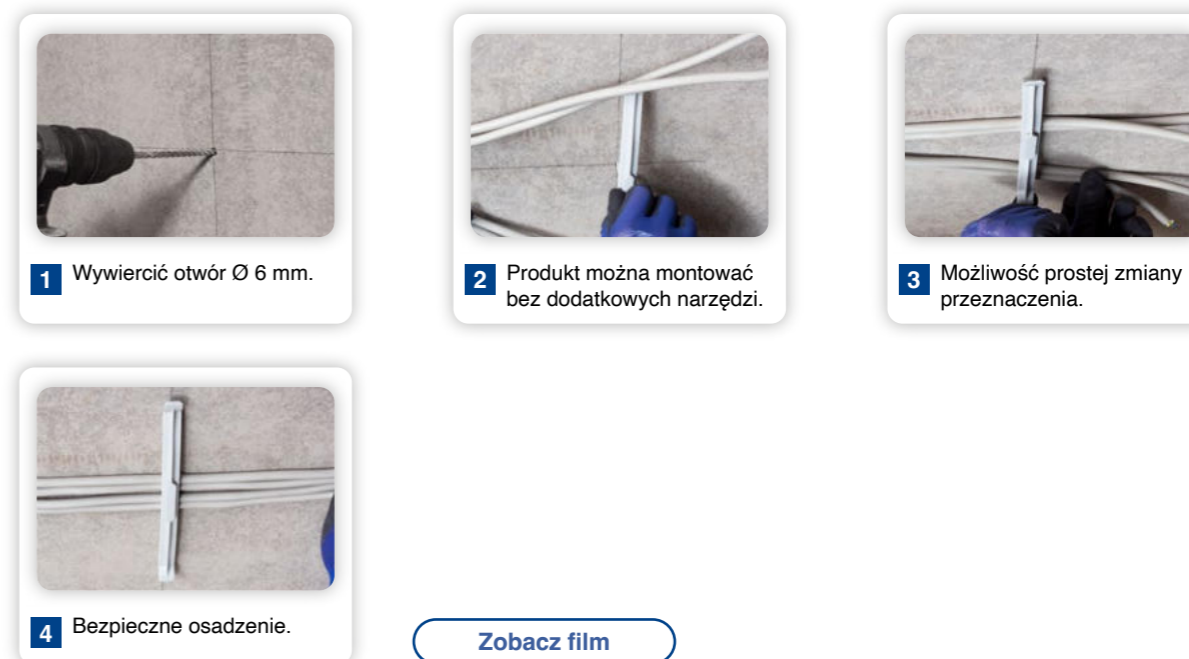 1 Wywiercić otwór Ø 6 mm.
2 Produkt można montować
bez dodatkowych narzędzi.
3 Możliwość prostej zmiany
przeznaczenia.
4 Bezpieczne osadzenie.
Zobacz film